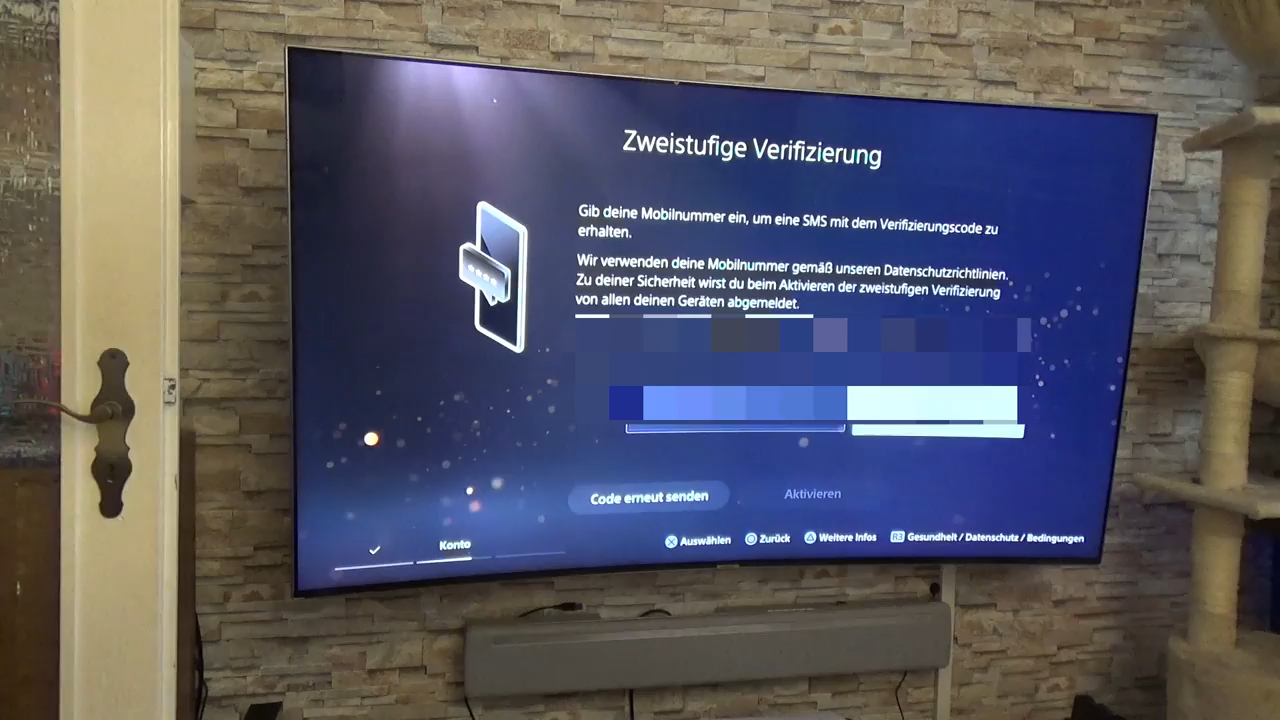 Zweistufige Verifizierung
Gib deine Mobilnummer ein, um eine SMS mit dem Verifizierungscode zu
erhalten.
Wir verwenden deine Mobilnummer gemäß unseren Datenschutzrichtlinien.
Zu deiner Sicherheit wirst du beim Aktivieren der zweistufigen Verifizierung
von allen deinen Geräten abgemeldet.
Code erneut senden
Aktivieren
Konto
Auswählen
Zurück
Weitere Infos
R3 Gesundheit / Datenschutz / Bedingungen